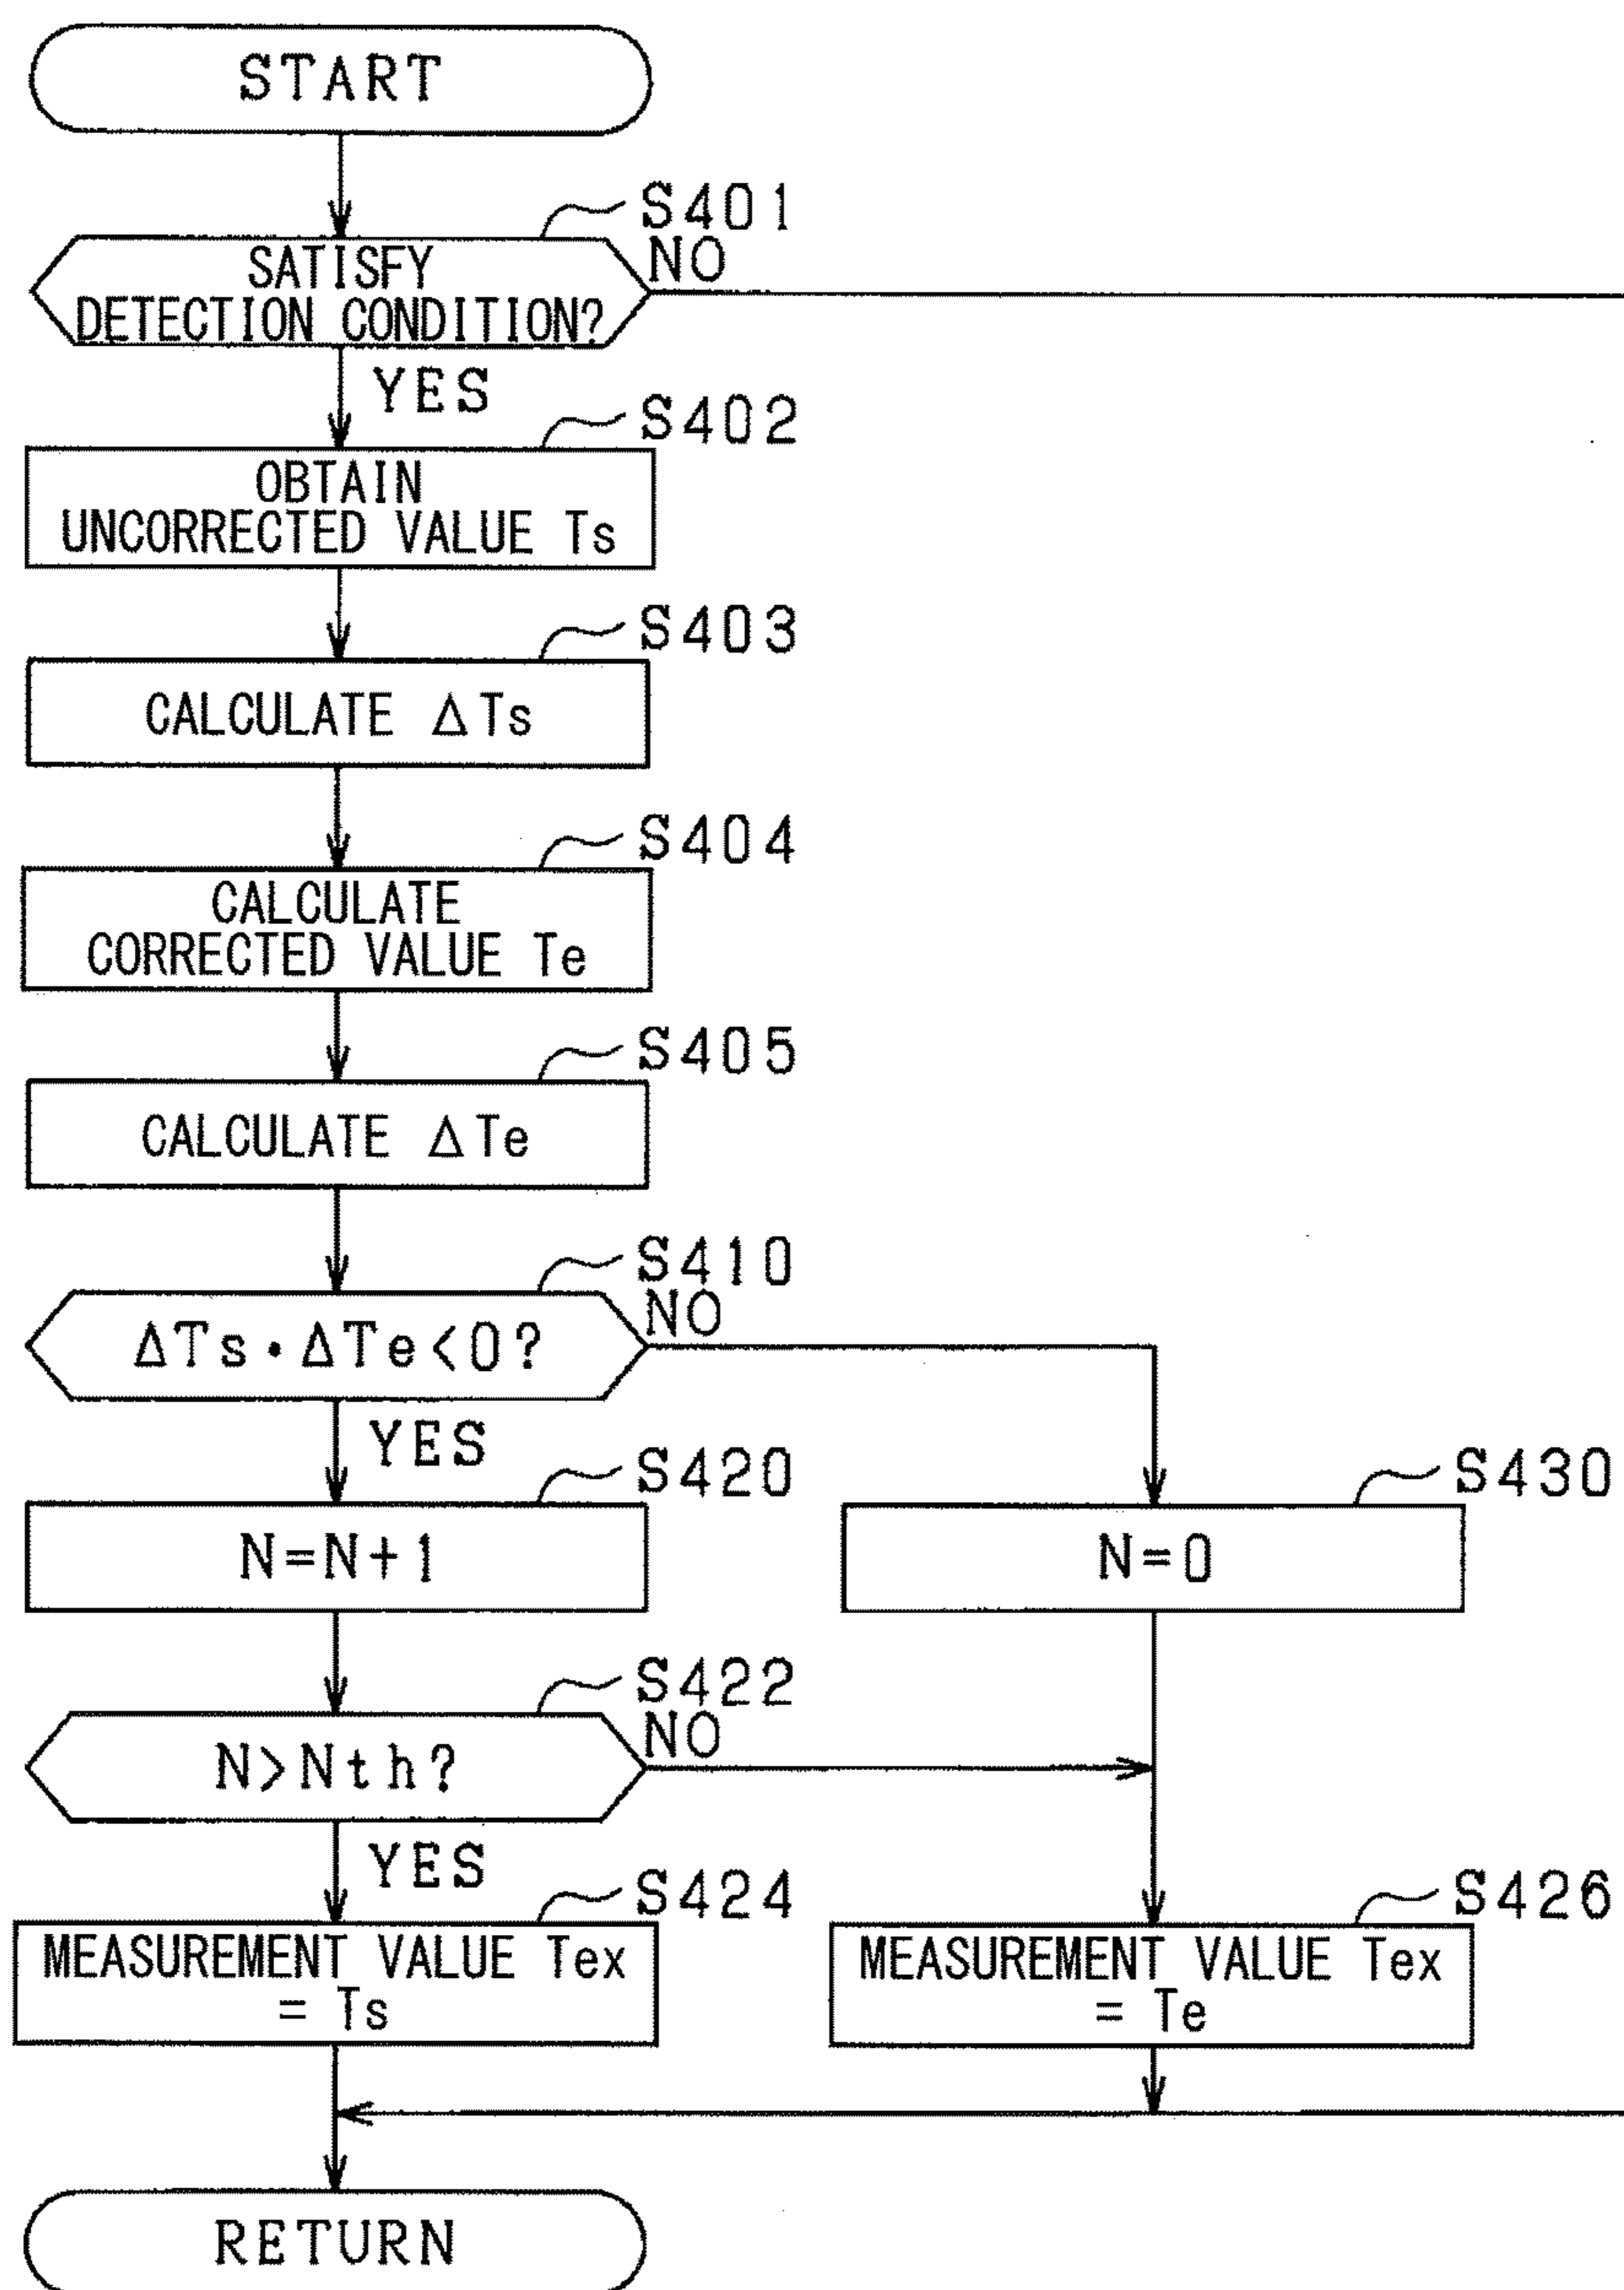 START
S401
SATISFY
DETECTION CONDITION?
NO
YES
S402
OBTAIN
UNCORRECTED VALUE Ts
S403
CALCULATE ΔTs
S404
CALCULATE
CORRECTED VALUE Te
S405
CALCULATE ΔTe
S410
ΔTs・ΔTe<0?
NO
YES
S420
N=N+1
S430
N=0
S422
N>Nth?
NO
YES
S424
MEASUREMENT VALUE Tex
= Ts
S426
MEASUREMENT VALUE Tex
= Te
RETURN